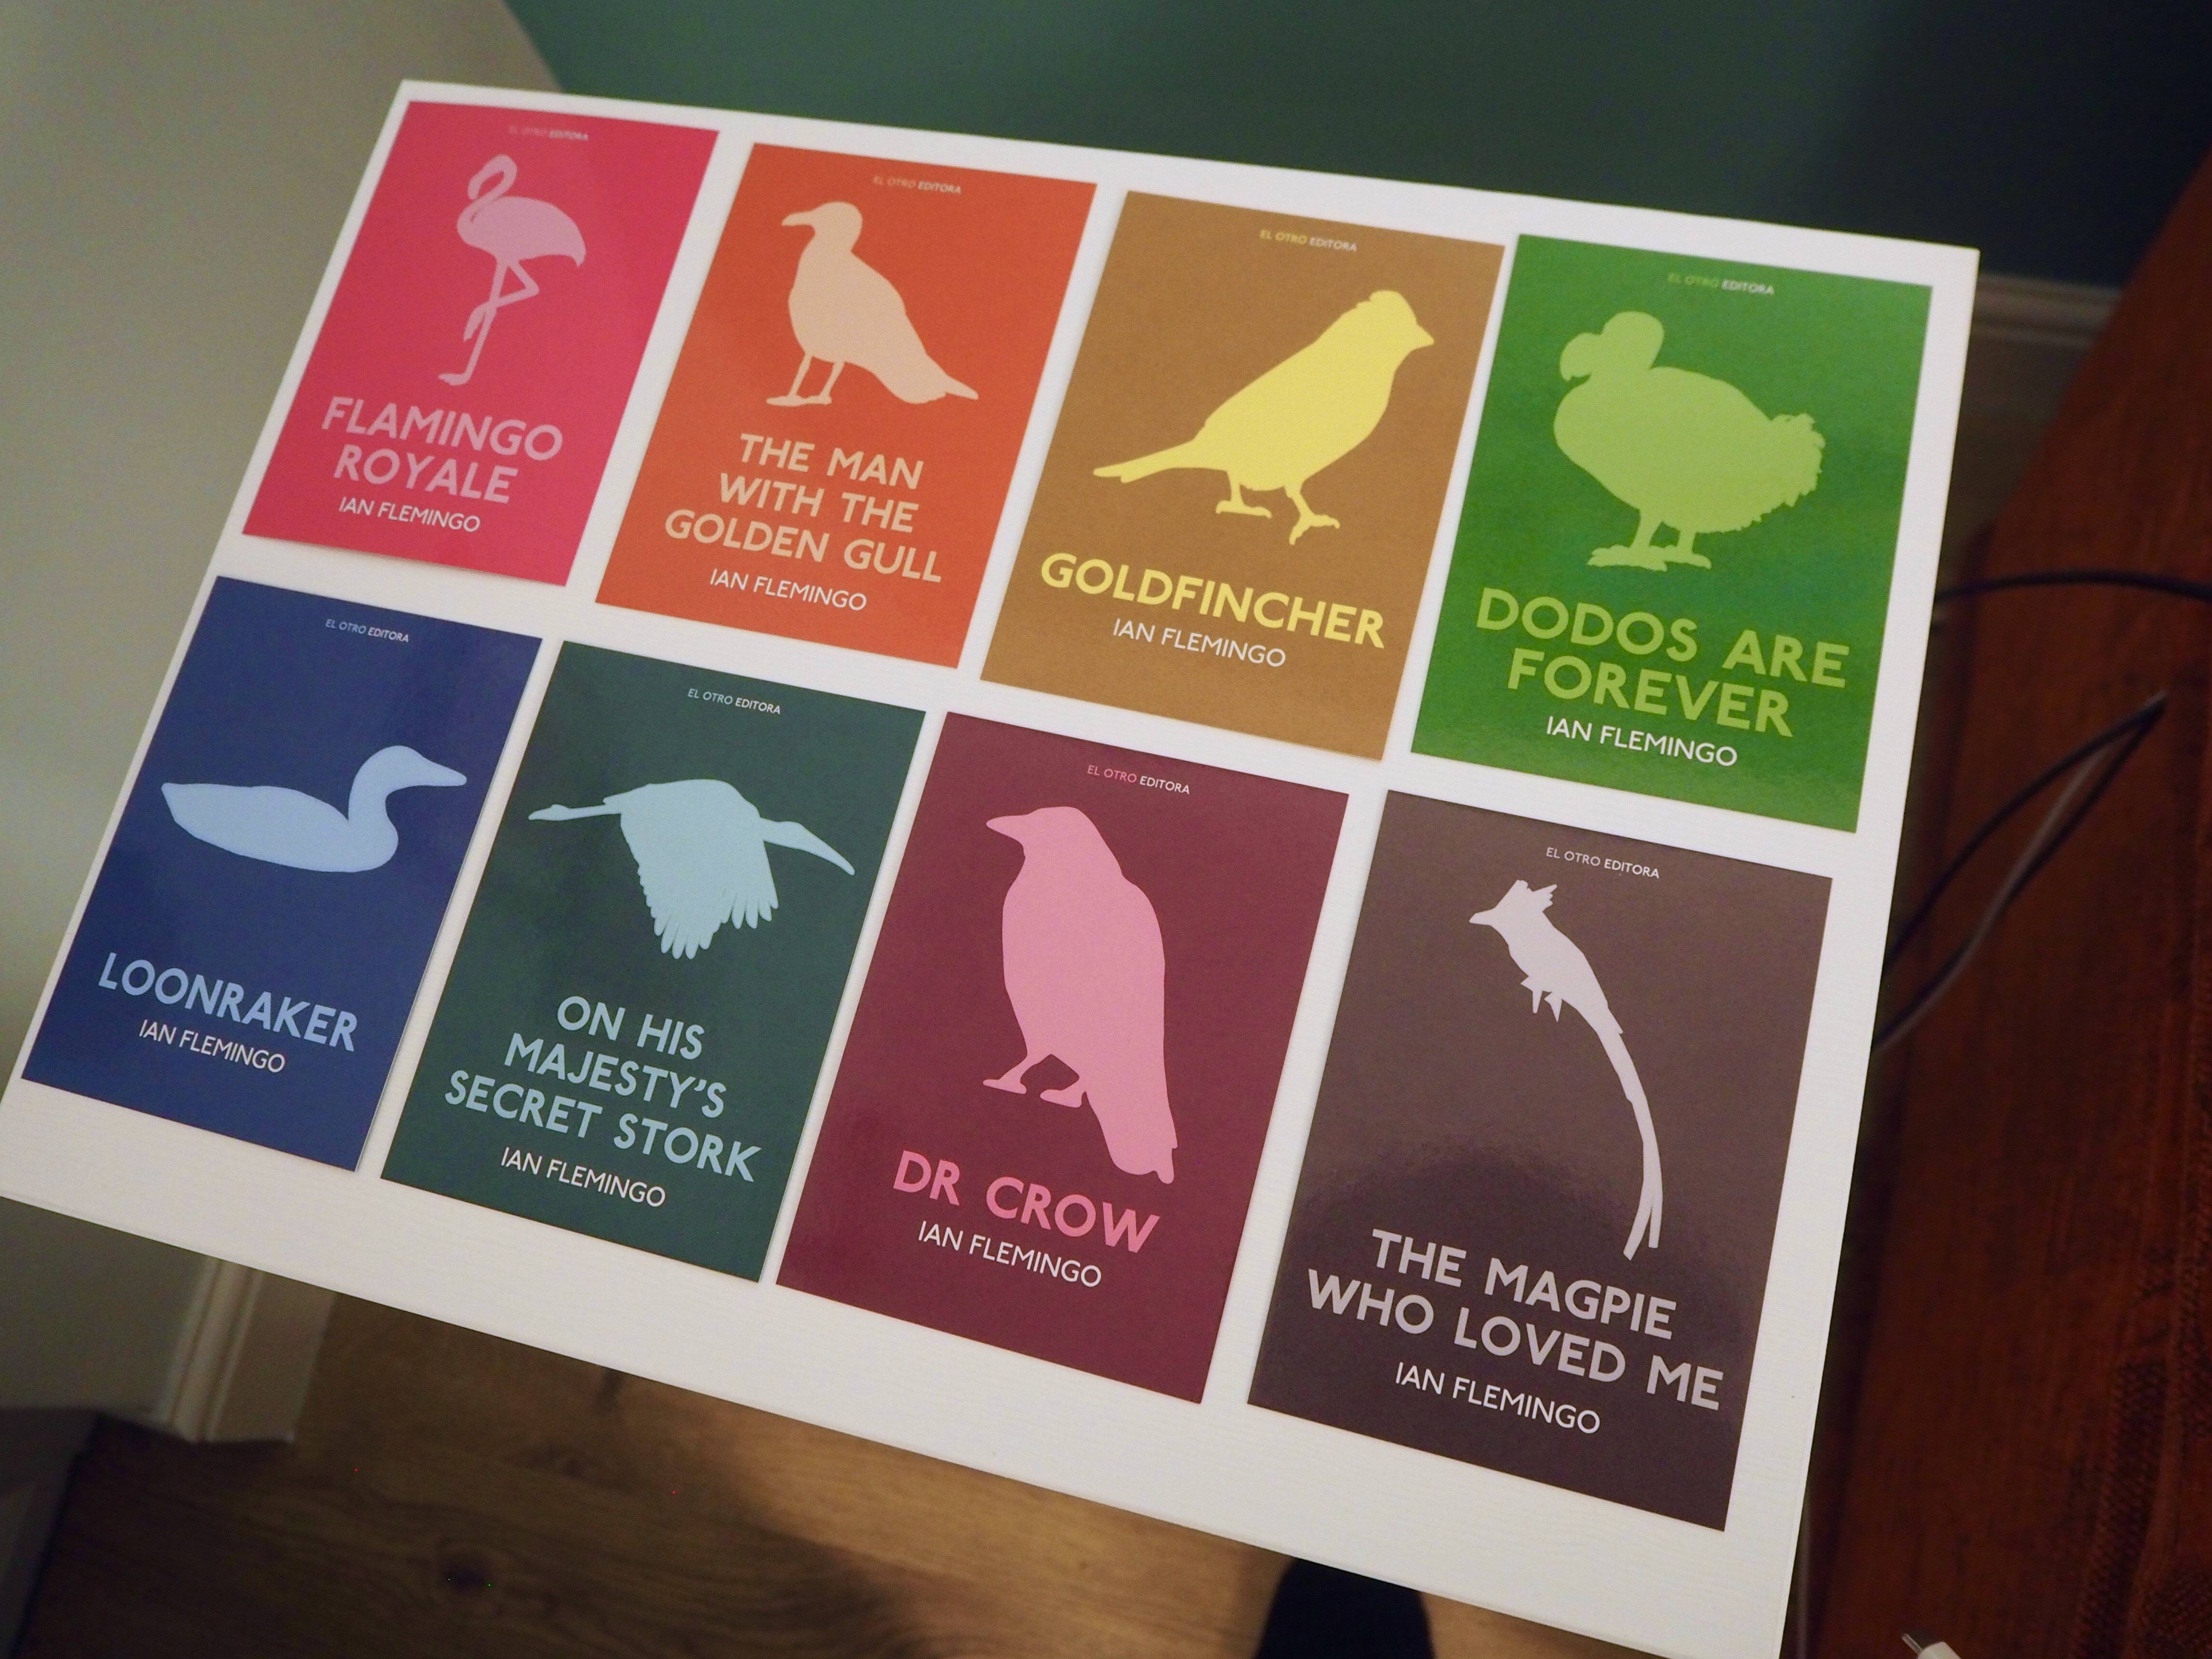 EL OTRO EDITORA
FLAMINGO
ROYALE
IAN FLEMINGO
EL OTRO EDITORA
THE MAN
WITH THE
GOLDEN GULL
IAN FLEMINGO
EL OTRO EDITORA
GOLDFINCHER
IAN FLEMINGO
EL OTRO EDITORA
DODOS ARE
FOREVER
IAN FLEMINGO
EL OTRO EDITORA
LOONRAKER
IAN FLEMINGO
EL OTRO EDITORA
ON HIS
MAJESTY'S
SECRET STORK
IAN FLEMINGO
EL OTRO EDITORA
DR CROW
IAN FLEMINGO
EL OTRO EDITORA
THE MAGPIE
WHO LOVED ME
IAN FLEMINGO